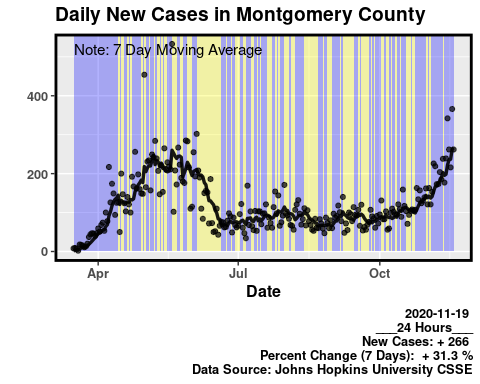 Daily New Cases in Montgomery County
Note: 7 Day Moving Average
400
200
0
Apr
Jul
Oct
Date
2020-11-19
___24 Hours___
New Cases: + 266
Percent Change (7 Days): + 31.3 %
Data Source: Johns Hopkins University CSSE